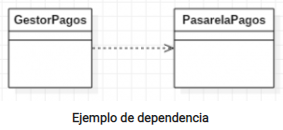 GestorPagos
PasarelaPagos
Ejemplo de dependencia